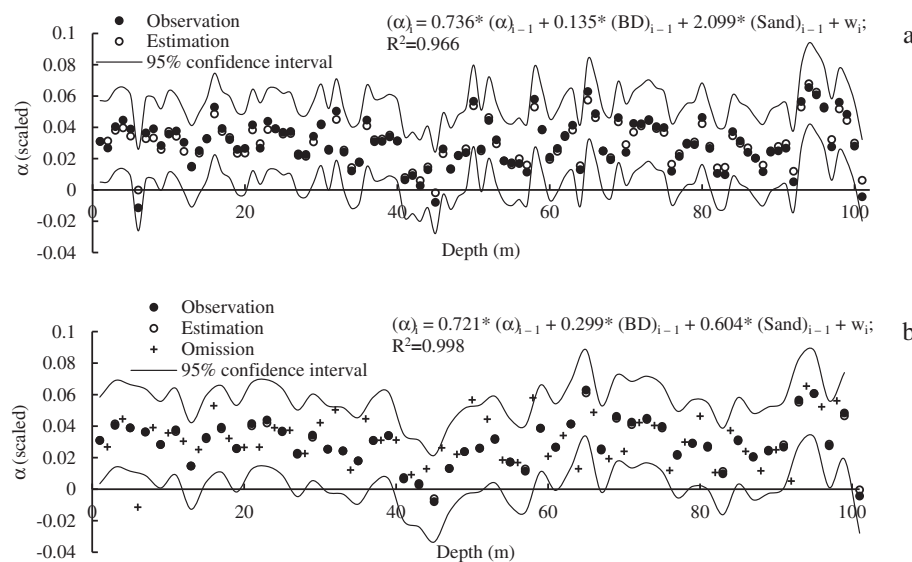 Observation
Estimation
95% confidence interval
(α)i = 0.736* (α)i−1 + 0.135* (BD)i−1 + 2.099* (Sand)i−1 + wi;
R²=0.966
a
α (scaled)
0.1
0.08
0.06
0.04
0.02
0
-0.02
-0.04
0 20 40 60 80 100
Depth (m)
Observation
Estimation
Omission
95% confidence interval
(α)i = 0.721* (α)i−1 + 0.299* (BD)i−1 + 0.604* (Sand)i−1 + wi;
R²=0.998
b
α (scaled)
0.1
0.08
0.06
0.04
0.02
0
-0.02
-0.04
0 20 40 60 80 100
Depth (m)